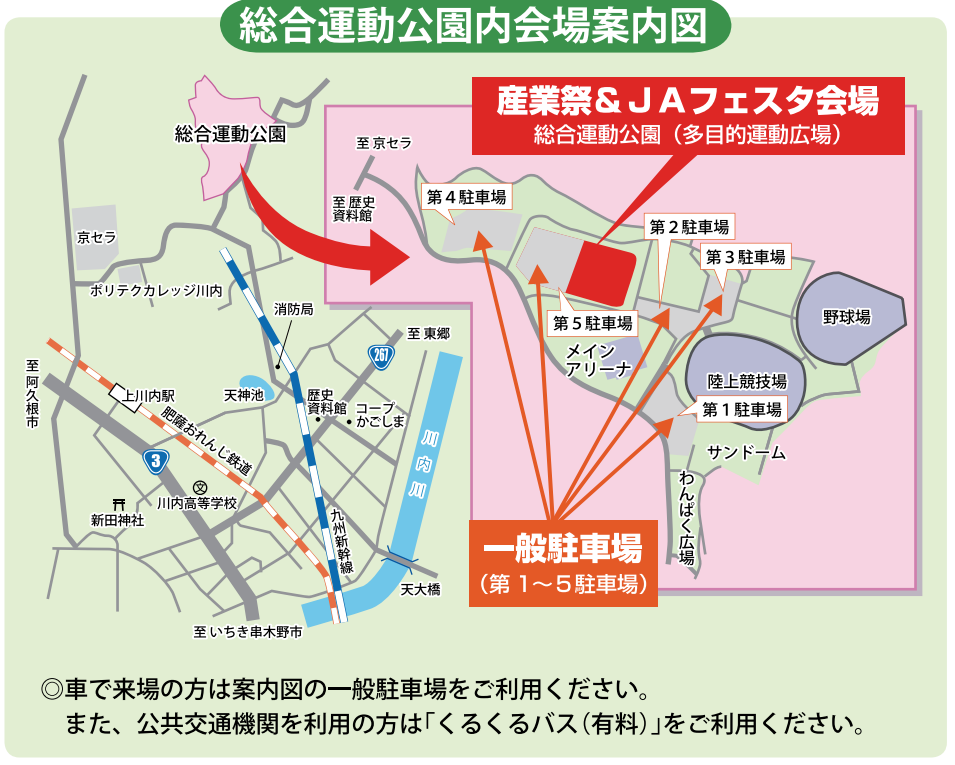 総合運動公園内会場案内図
総合運動公園
産業祭&JAフェスタ会場
総合運動公園(多目的運動広場)
至 京セラ
至 歴史
資料館
第4駐車場
第2駐車場
第3駐車場
第5駐車場
野球場
メイン
アリーナ
陸上競技場
第1駐車場
サンドーム
わんぱく広場
一般駐車場
(第1~5駐車場)
京セラ
ポリテクカレッジ川内
消防局
至 東郷
267
至 阿久根市
上川内駅
天神池
歴史
資料館
コープ
かごしま
肥薩おれんじ鉄道
川内川
3
文
川内高等学校
新田神社
九州新幹線
天大橋
至 いちき串木野市
◎車で来場の方は案内図の一般駐車場をご利用ください。
また、公共交通機関を利用の方は「くるくるバス(有料)」をご利用ください。